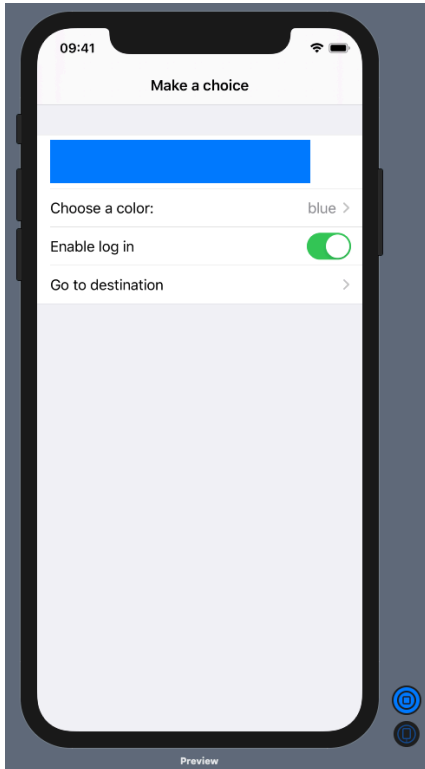 09:41
Make a choice
Choose a color: blue
Enable log in
Go to destination
Preview